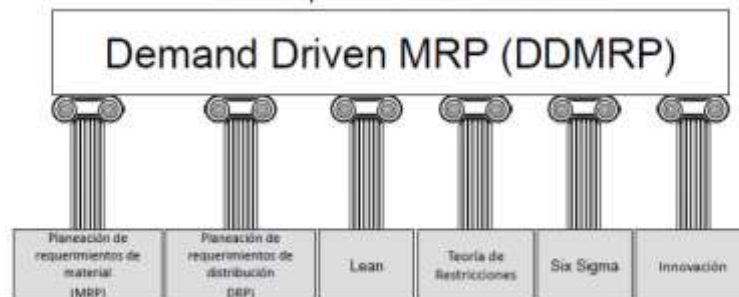 Demand Driven MRP (DDMRP)
Planeación de
requerimientos de
material
(MRP)
Planeación de
requerimientos de
distribución
DRP)
Lean
Teoría de
Restricciones
Six Sigma
Innovación